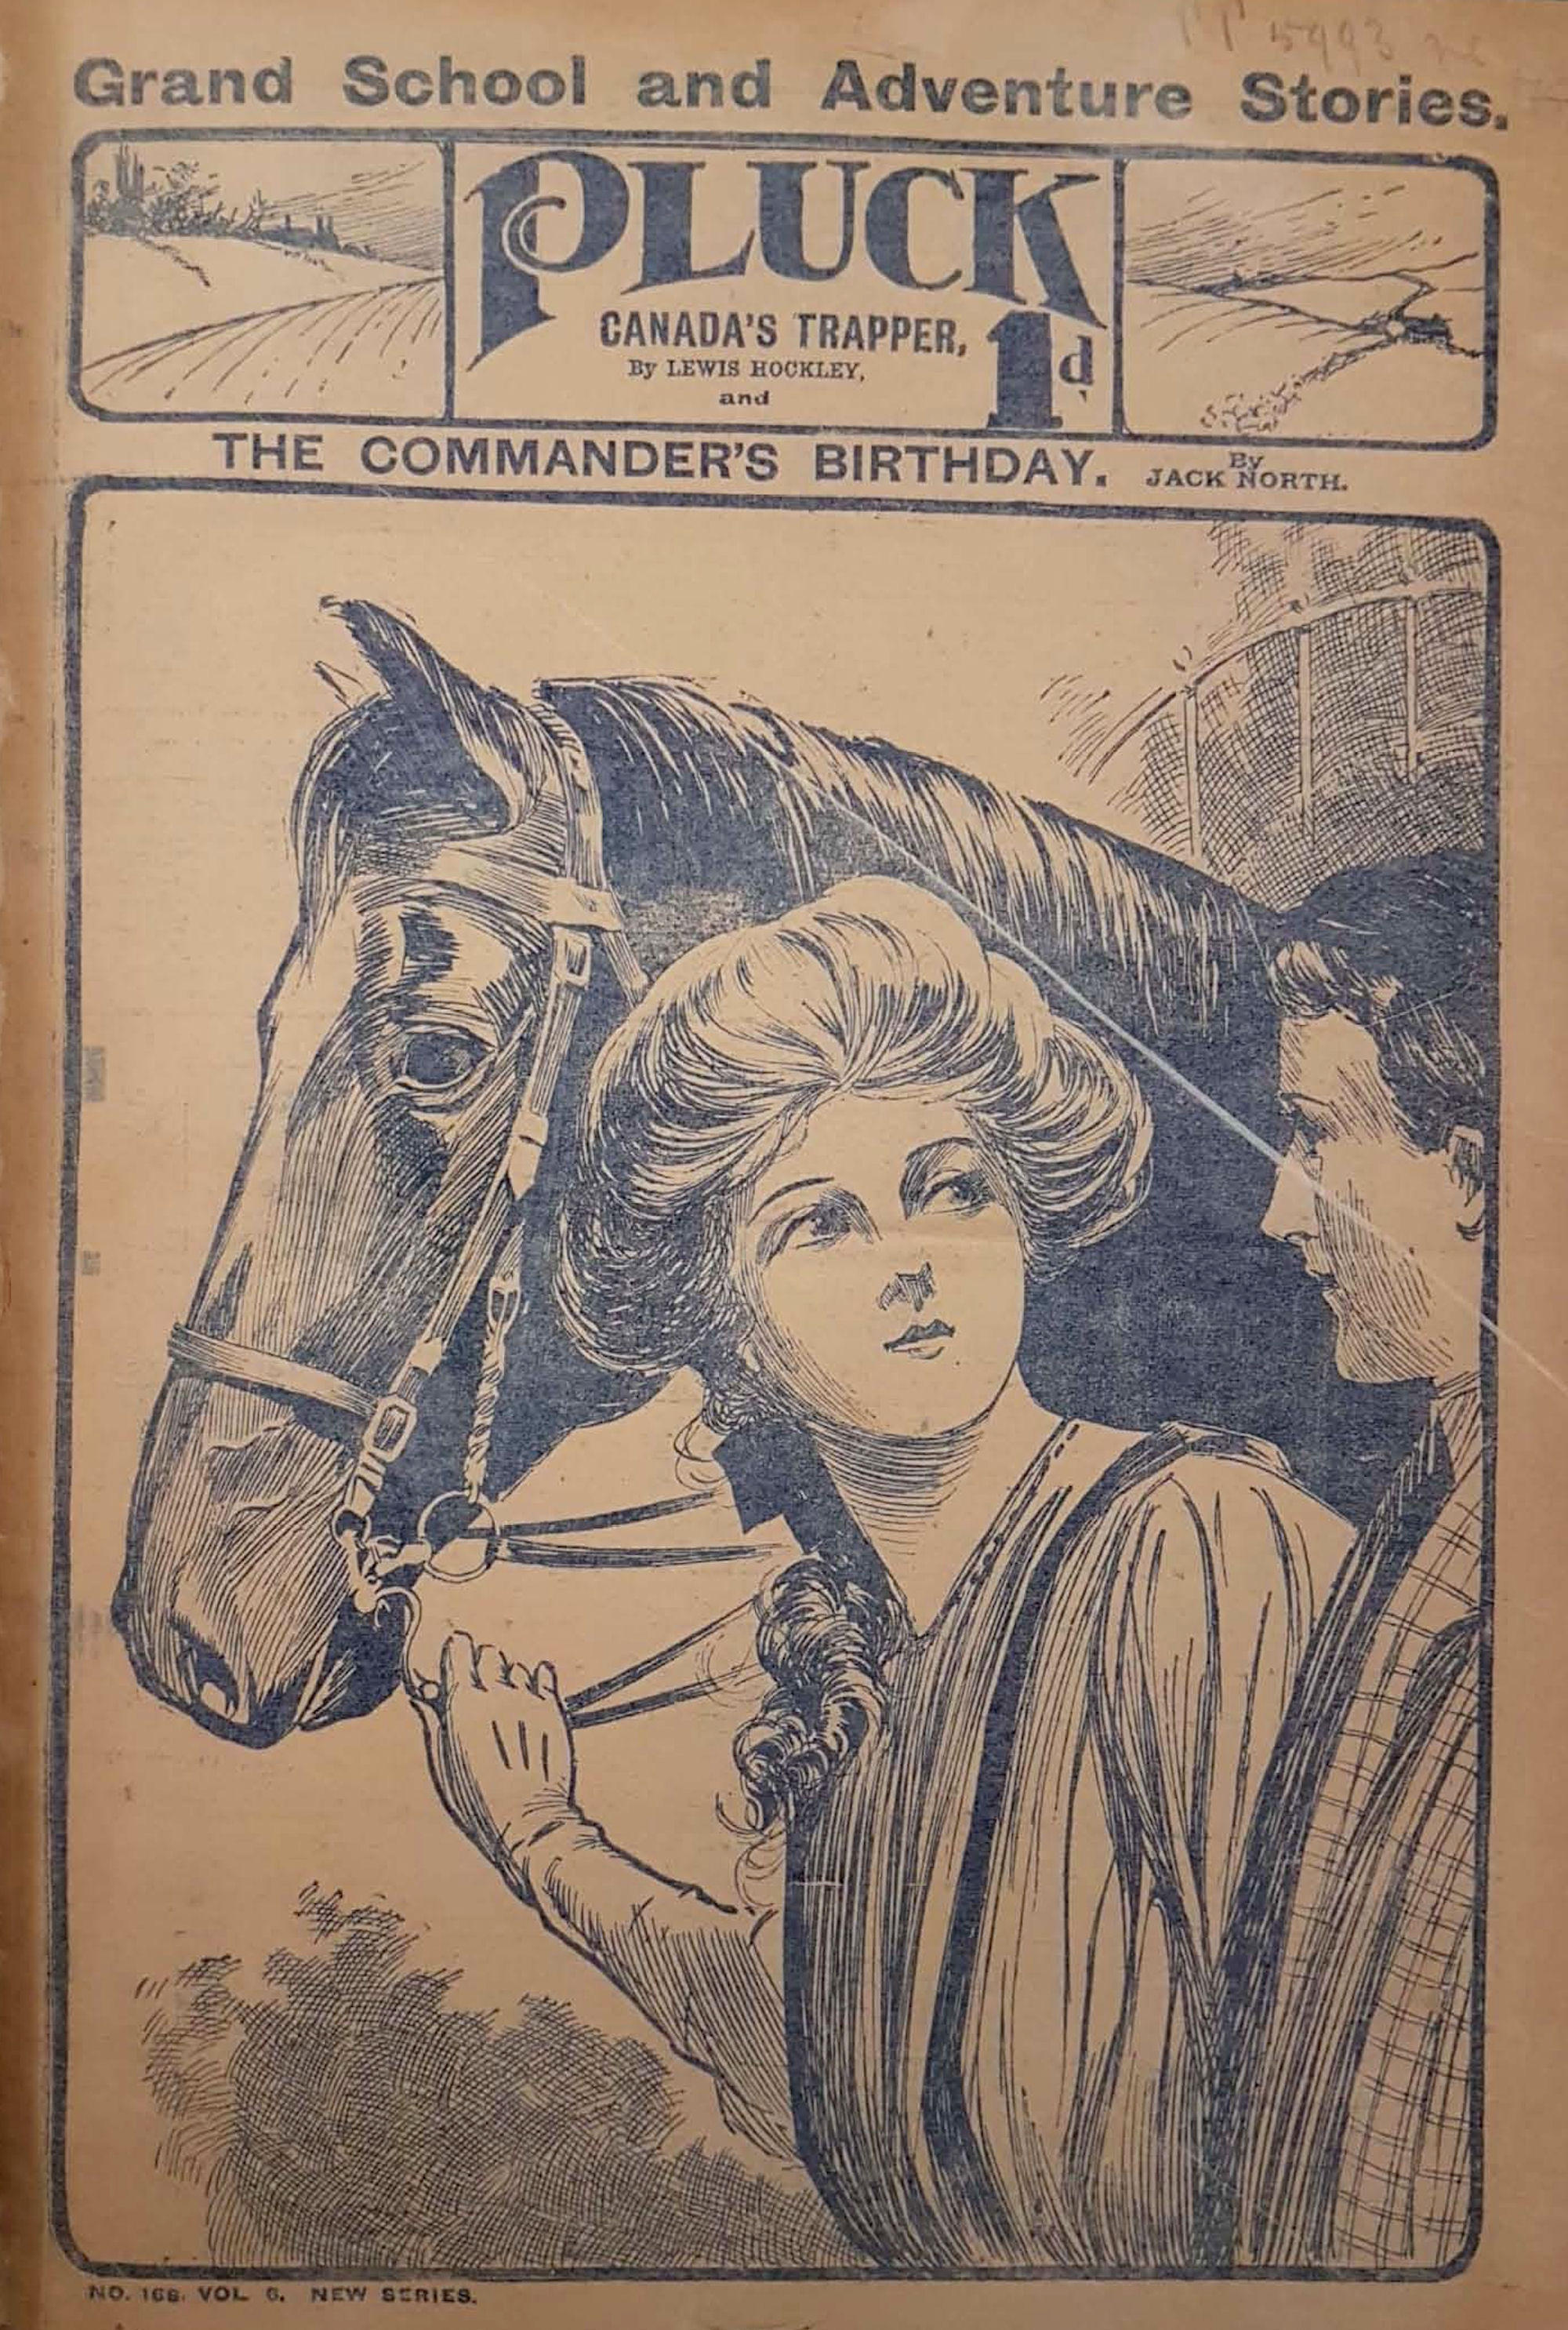 Grand School and Adventure Stories.
PLUCK
CANADA'S TRAPPER,
By LEWIS HOCKLEY,
and
1d.
THE COMMANDER'S BIRTHDAY. By JACK NORTH.
NO. 168. VOL 6. NEW SERIES.